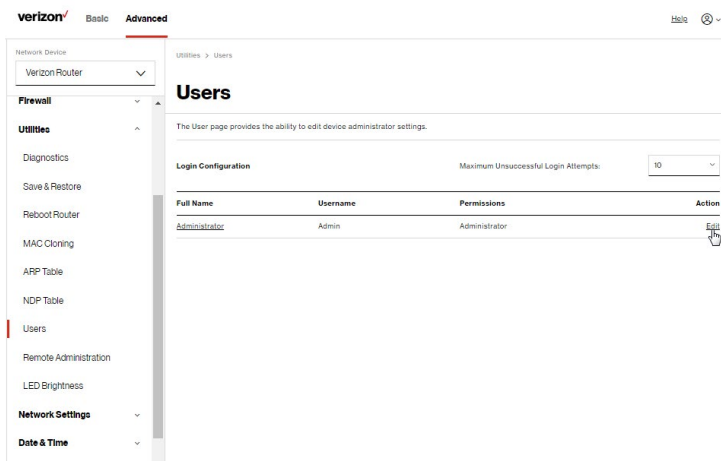 verizon Basic Advanced Help
Network Device
Verizon Router
Firewall
Utilities
Diagnostics
Save & Restore
Reboot Router
MAC Cloning
ARP Table
NDP Table
Users
Remote Administration
LED Brightness
Network Settings
Date & Time
Utilities > Users
Users
The User page provides the ability to edit device administrator settings.
Login Configuration Maximum Unsuccessful Login Attempts: 10
Full Name Username Permissions Action
Administrator Admin Administrator Edit